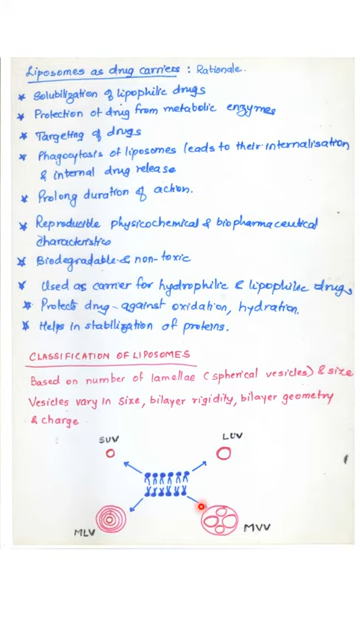 Liposomes as drug carriers : Rationale.
* Solubilization of lipophilic drugs
* Protection of drug from metabolic enzymes
* Targeting of drugs
* Phagocytosis of liposomes leads to their internalisation
& internal drug release
* Prolong duration of action.
* Reproducible physicochemical & biopharmaceutical
characteristics
* Biodegradable & non-toxic
* Used as carrier for hydrophilic & lipophilic drugs
* Protects drug against oxidation, hydration.
* Helps in stabilization of proteins.
CLASSIFICATION OF LIPOSOMES
Based on number of lamellae (spherical vesicles) & size
Vesicles vary in size, bilayer rigidity, bilayer geometry
& charge
SUV LUV
MLV MVV